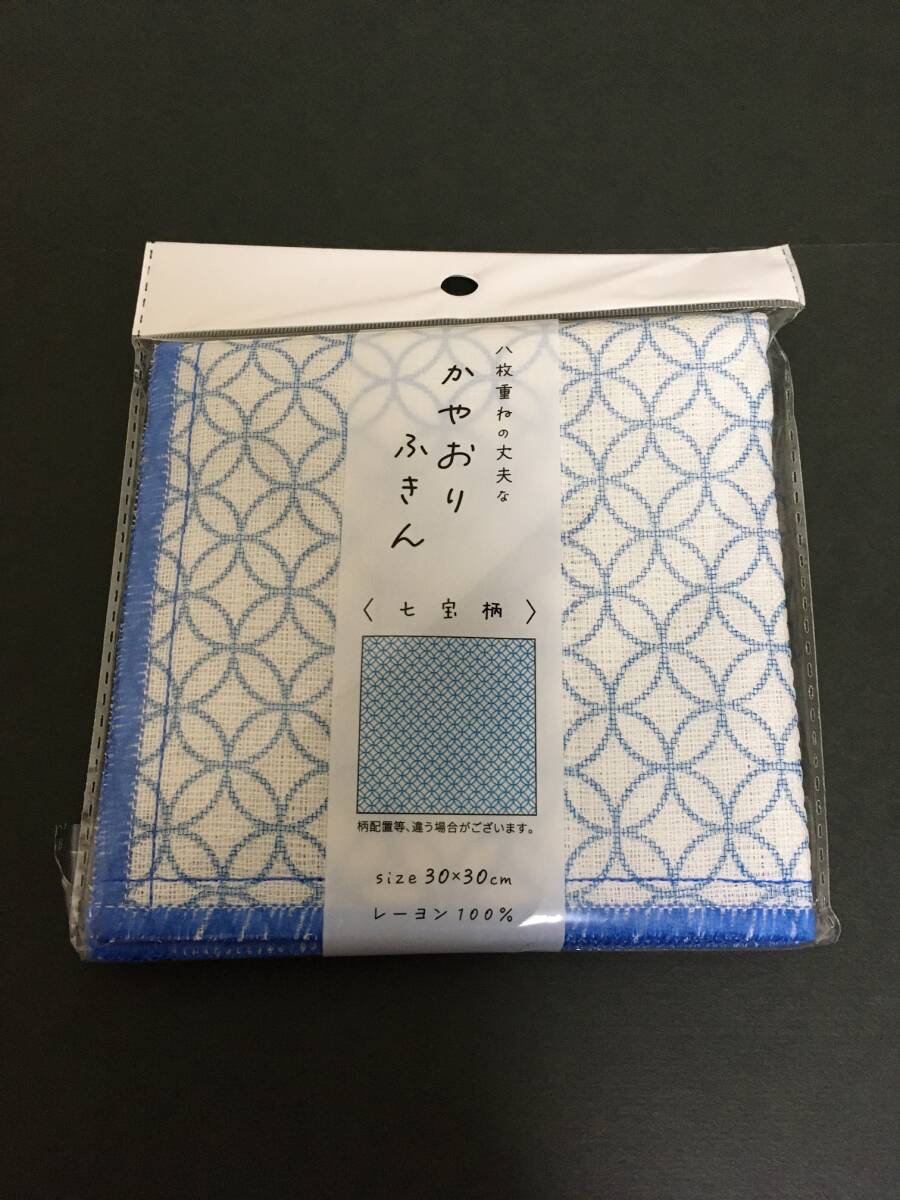 八枚重ねの丈夫な
かやおり
ふきん
〈七宝柄〉
柄配置等、違う場合がございます。
size 30×30cm
レーヨン100%